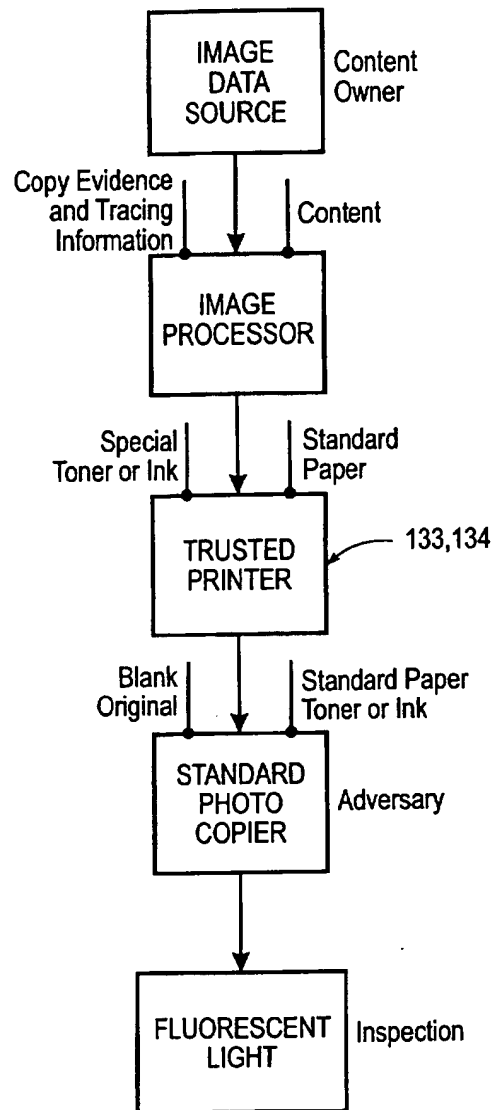 IMAGE
DATA
SOURCE
Content
Owner
Copy Evidence
and Tracing
Information
Content
IMAGE
PROCESSOR
Special
Toner or Ink
Standard
Paper
TRUSTED
PRINTER
133,134
Blank
Original
Standard Paper
Toner or Ink
STANDARD
PHOTO
COPIER
Adversary
FLUORESCENT
LIGHT
Inspection